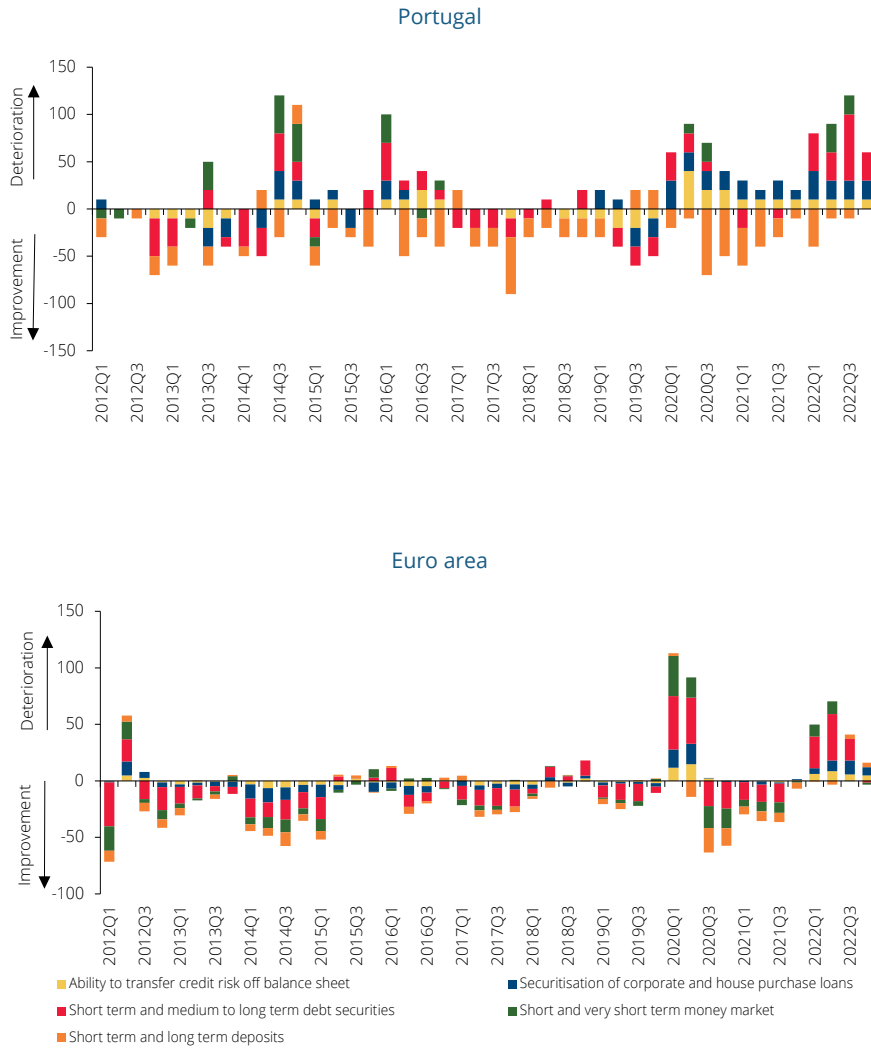 Portugal
150
100
50
0
-50
-100
-150
Deterioration
Improvement
2012Q1
2012Q3
2013Q1
2013Q3
2014Q1
2014Q3
2015Q1
2015Q3
2016Q1
2016Q3
2017Q1
2017Q3
2018Q1
2018Q3
2019Q1
2019Q3
2020Q1
2020Q3
2021Q1
2021Q3
2022Q1
2022Q3
Euro area
150
100
50
0
-50
-100
Deterioration
Improvement
2012Q1
2012Q3
2013Q1
2013Q3
2014Q1
2014Q3
2015Q1
2015Q3
2016Q1
2016Q3
2017Q1
2017Q3
2018Q1
2018Q3
2019Q1
2019Q3
2020Q1
2020Q3
2021Q1
2021Q3
2022Q1
2022Q3
Ability to transfer credit risk off balance sheet
Securitisation of corporate and house purchase loans
Short term and medium to long term debt securities
Short and very short term money market
Short term and long term deposits